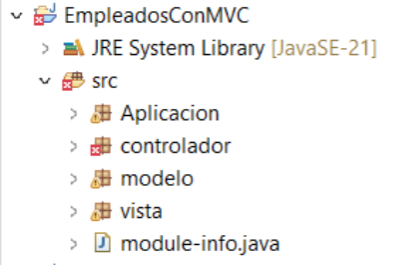 EmpleadosConMVC
JRE System Library [JavaSE-21]
src
Aplicacion
controlador
modelo
vista
module-info.java